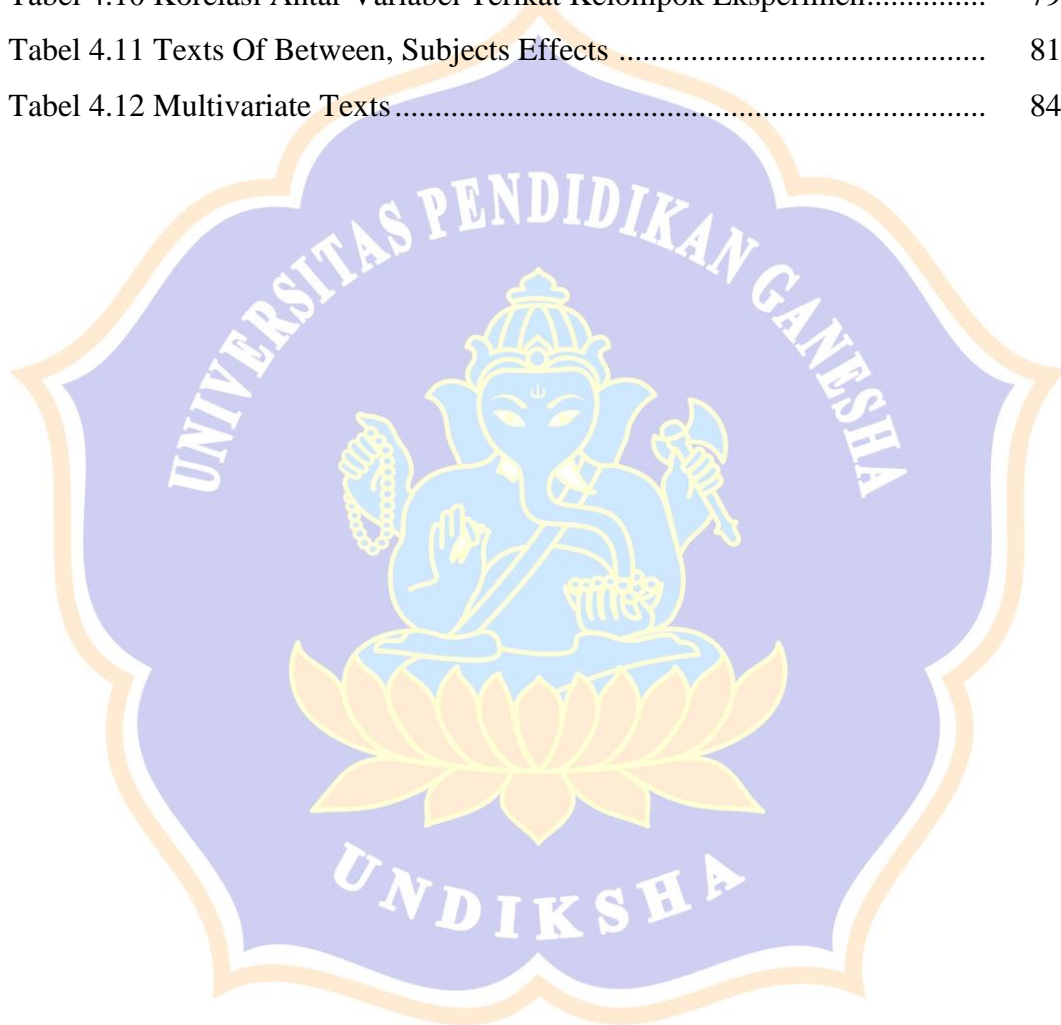 Tabel 4.10 Korelasi Antar Variabel Terikat Kelompok Eksperimen............... 79
Tabel 4.11 Texts Of Between, Subjects Effects .............................................. 81
Tabel 4.12 Multivariate Texts.......................................................................... 84
UNIVERSITAS PENDIDIKAN GANESHA
UNDIKSHA